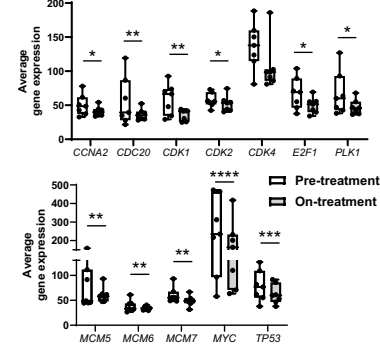 200
150
100
50
0
Average
gene expression
*
**
**
*
*
*
CCNA2 CDC20 CDK1 CDK2 CDK4 E2F1 PLK1
Pre-treatment
On-treatment
500
400
300
200
100
50
0
Average
gene expression
**
**
**
****
***
MCM5 MCM6 MCM7 MYC TP53